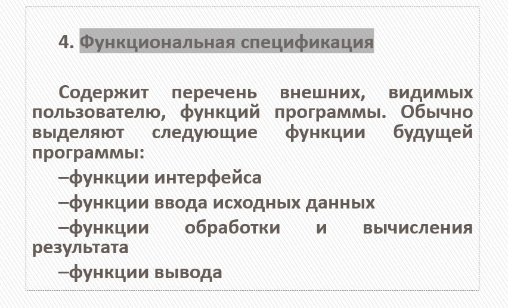 4. Функциональная спецификация
Содержит перечень внешних, видимых
пользователю, функций программы. Обычно
выделяют следующие функции будущей
программы:
–функции интерфейса
–функции ввода исходных данных
–функции обработки и вычисления
результата
–функции вывода